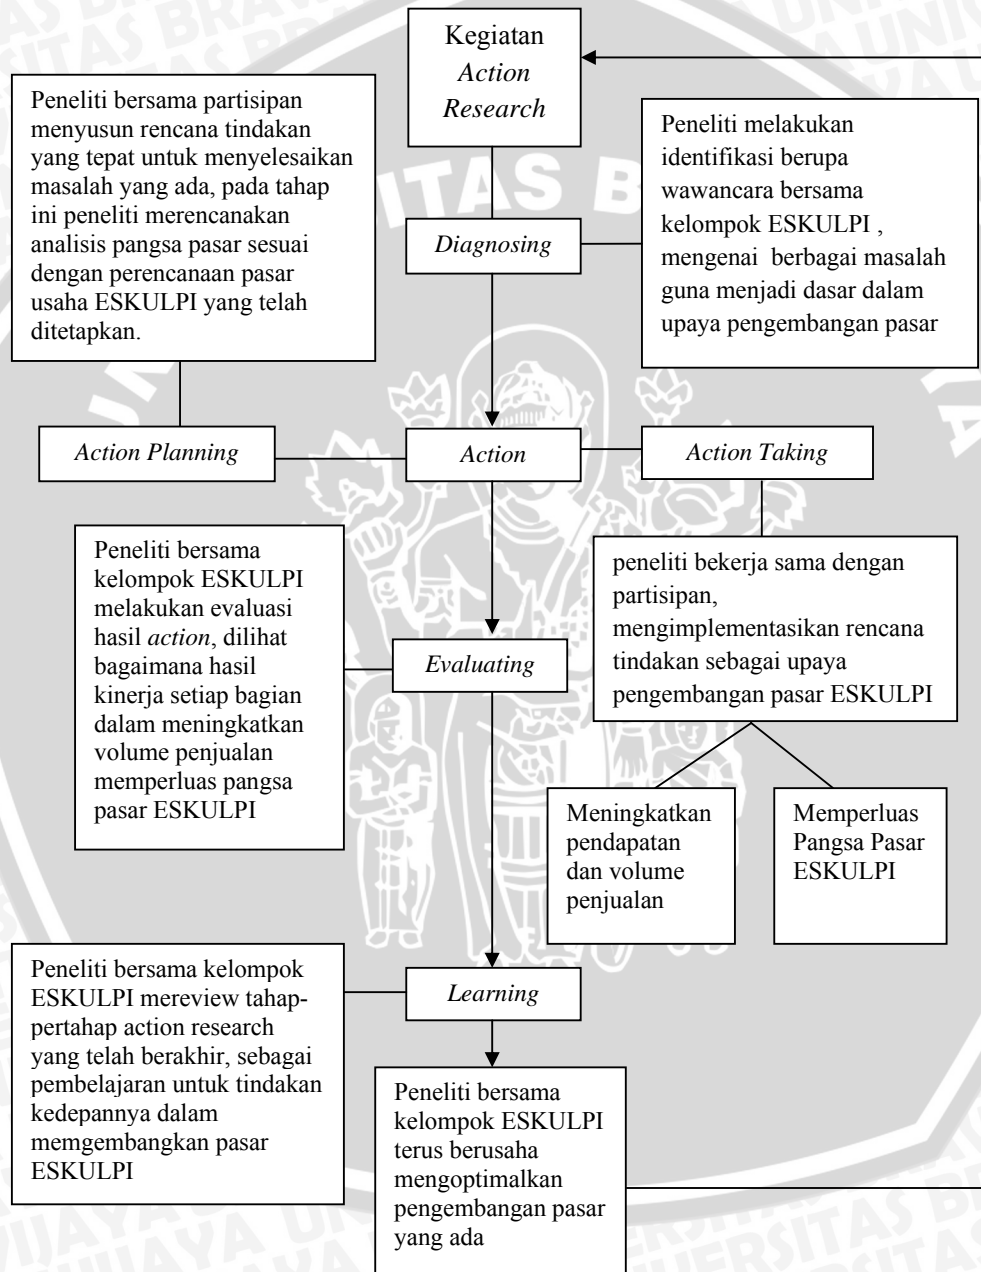 Kegiatan
Action
Research
Peneliti bersama partisipan
menyusun rencana tindakan
yang tepat untuk menyelesaikan
masalah yang ada, pada tahap
ini peneliti merencanakan
analisis pangsa pasar sesuai
dengan perencanaan pasar
usaha ESKULPI yang telah
ditetapkan.
Peneliti melakukan
identifikasi berupa
wawancara bersama
kelompok ESKULPI ,
mengenai berbagai masalah
guna menjadi dasar dalam
upaya pengembangan pasar
Diagnosing
Action Planning
Action
Action Taking
Peneliti bersama
kelompok ESKULPI
melakukan evaluasi
hasil action, dilihat
bagaimana hasil
kinerja setiap bagian
dalam meningkatkan
volume penjualan
memperluas pangsa
pasar ESKULPI
Evaluating
peneliti bekerja sama dengan
partisipan,
mengimplementasikan rencana
tindakan sebagai upaya
pengembangan pasar ESKULPI
Meningkatkan
pendapatan
dan volume
penjualan
Memperluas
Pangsa Pasar
ESKULPI
Peneliti bersama kelompok
ESKULPI mereview tahap-
pertahap action research
yang telah berakhir, sebagai
pembelajaran untuk tindakan
kedepannya dalam
memgembangkan pasar
ESKULPI
Learning
Peneliti bersama
kelompok ESKULPI
terus berusaha
mengoptimalkan
pengembangan pasar
yang ada